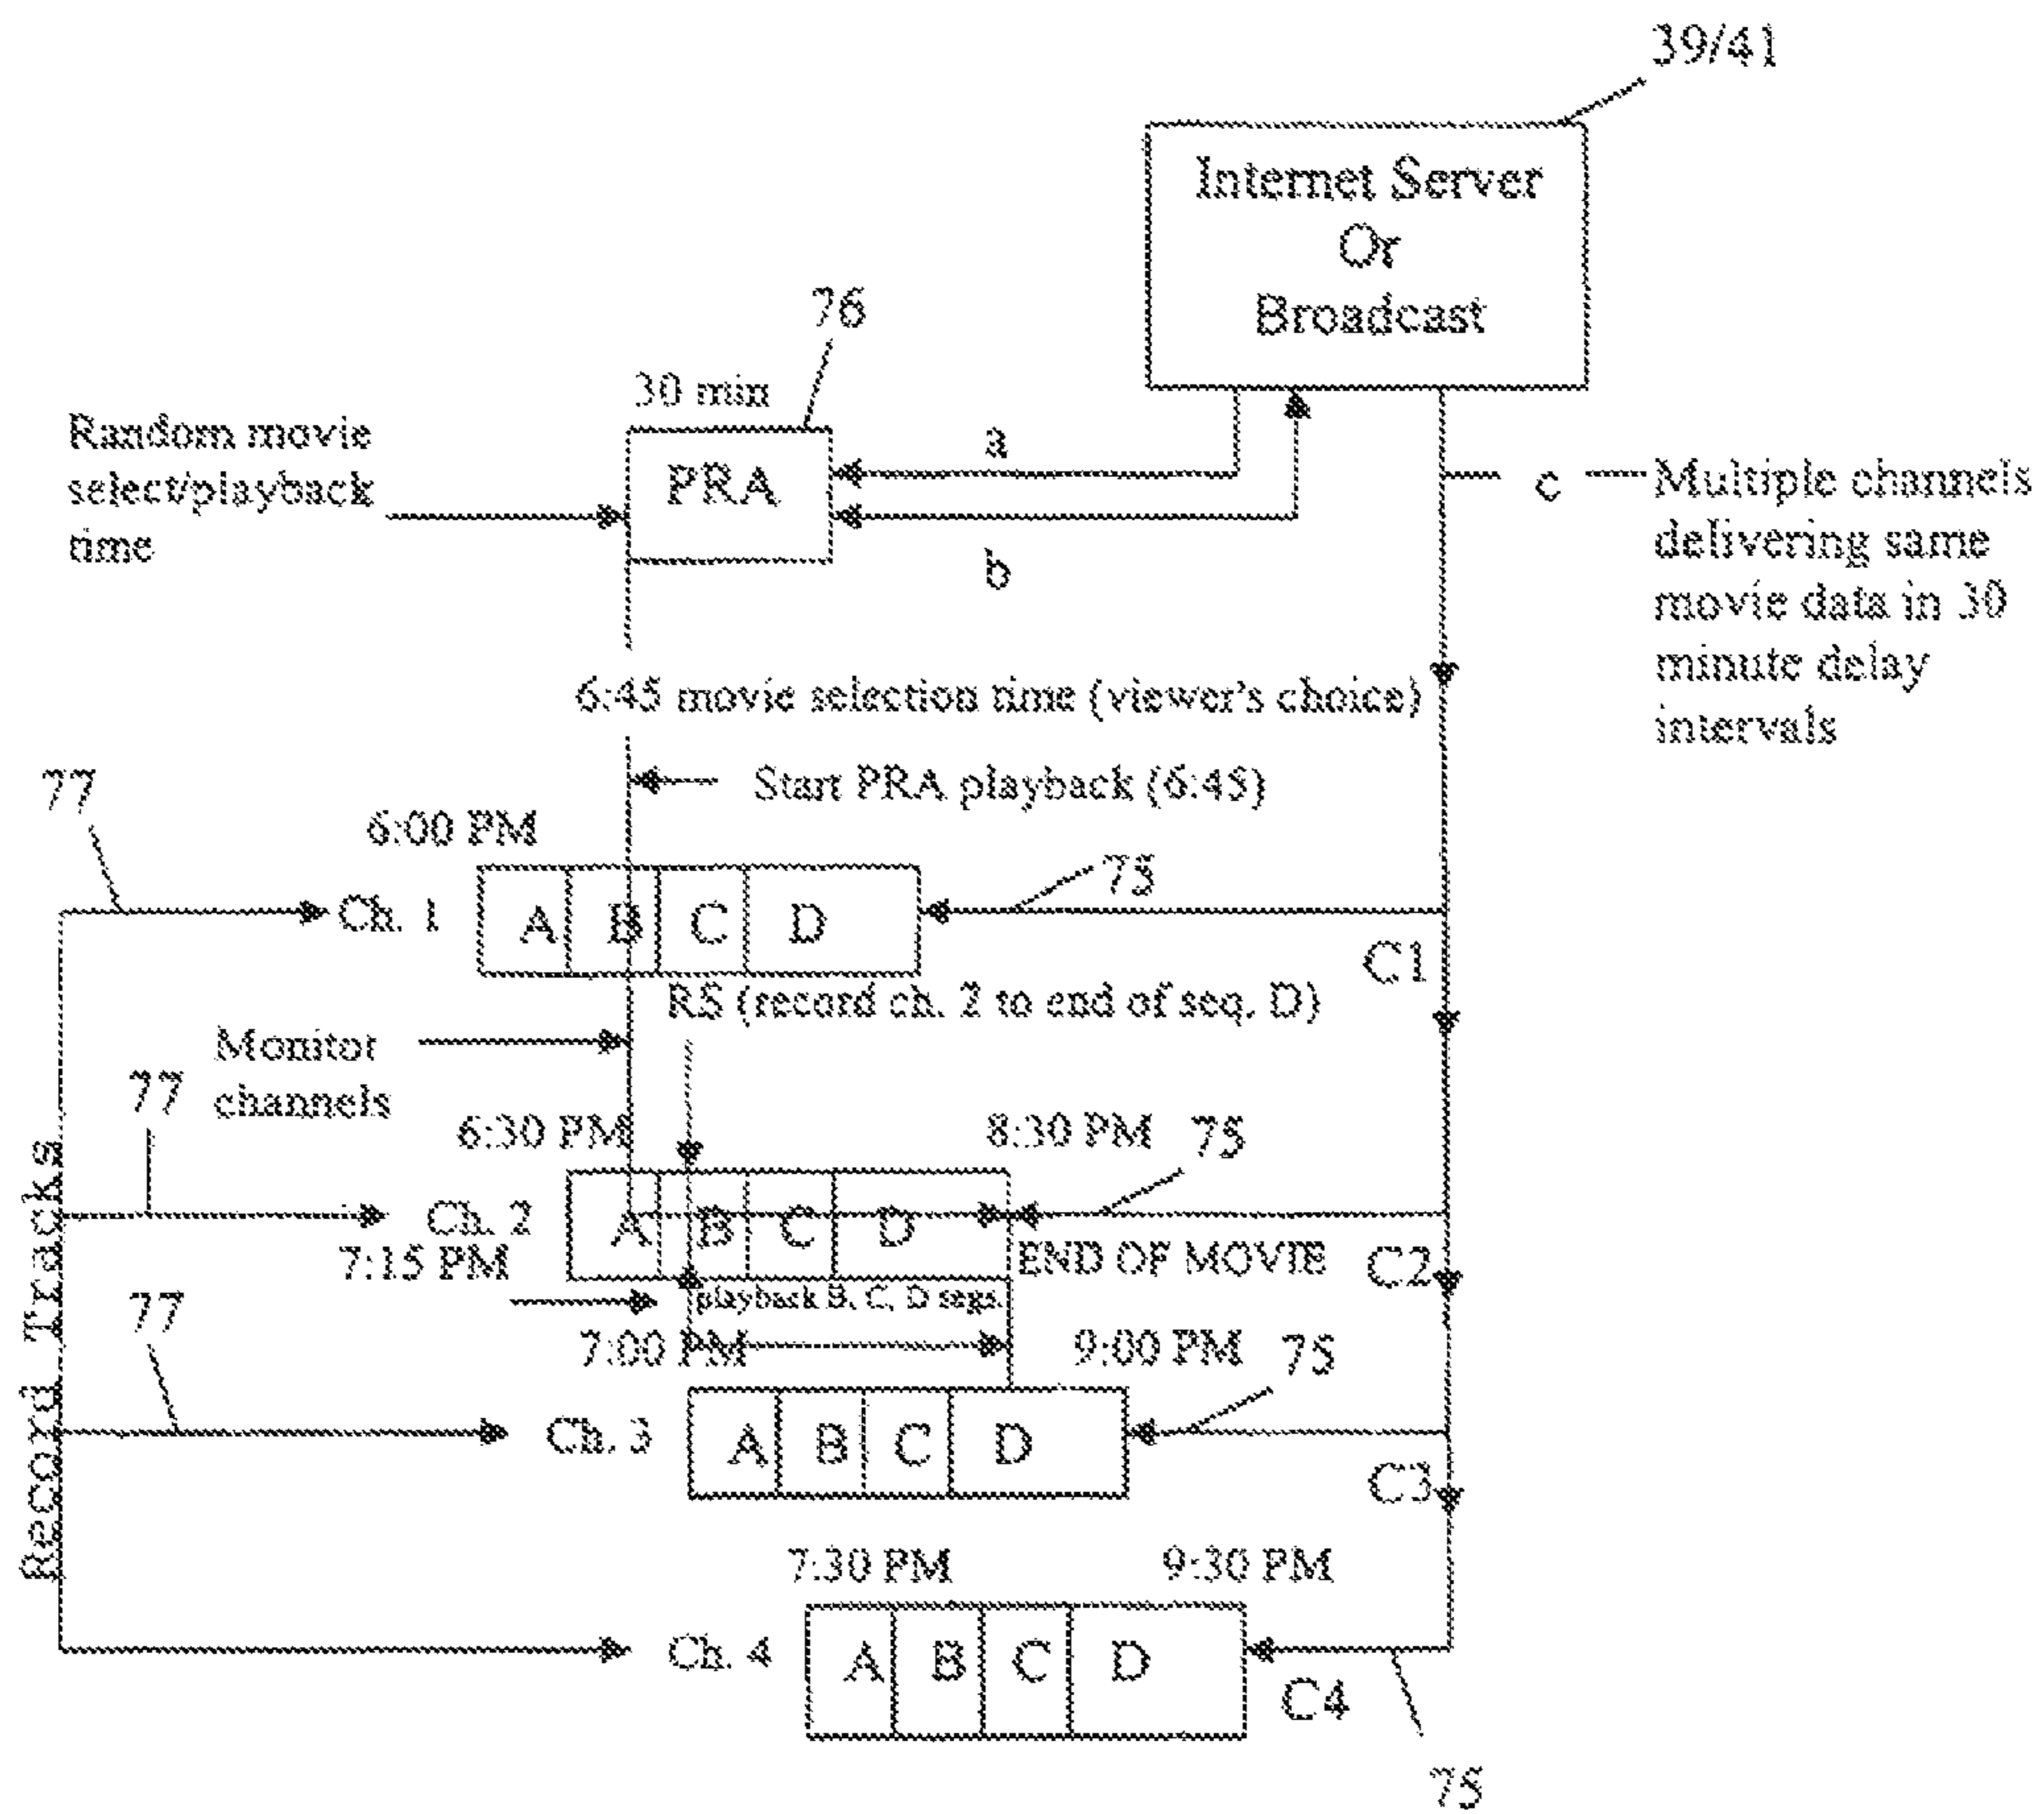 39/41
Internet Server
Or
Broadcast
76
30 min
PRA
Random movie
select/playback
time
a
b
c
Multiple channels
delivering same
movie data in 30
minute delay
intervals
6:45 movie selection time (viewer's choice)
Start PRA playback (6:45)
77
6:00 PM
Ch. 1
A B C D
75
C1
RS (record ch. 2 to end of seq. D)
Monitor
channels
77
6:30 PM
8:30 PM
75
Ch. 2
A B C D
7:15 PM
END OF MOVIE
C2
playback B, C, D segs.
77
7:00 PM
9:00 PM
75
Ch. 3
A B C D
C3
Record Tracks
7:30 PM
9:30 PM
Ch. 4
A B C D
C4
75